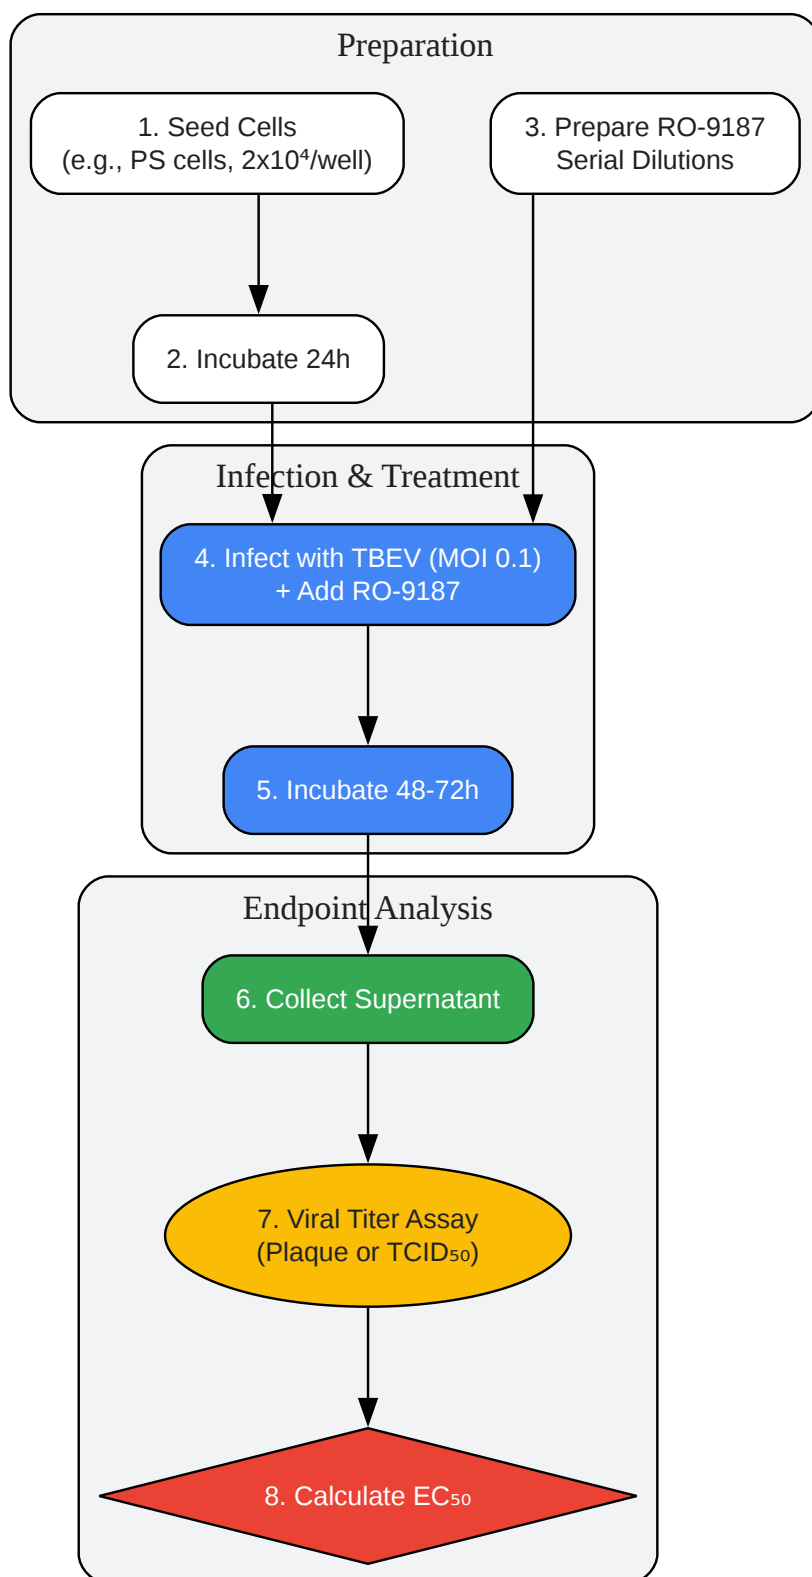 Preparation
1. Seed Cells
(e.g., PS cells, 2x10⁴/well)
3. Prepare RO-9187
Serial Dilutions
2. Incubate 24h
Infection & Treatment
4. Infect with TBEV (MOI 0.1)
+ Add RO-9187
5. Incubate 48-72h
Endpoint Analysis
6. Collect Supernatant
7. Viral Titer Assay
(Plaque or TCID₅₀)
8. Calculate EC₅₀